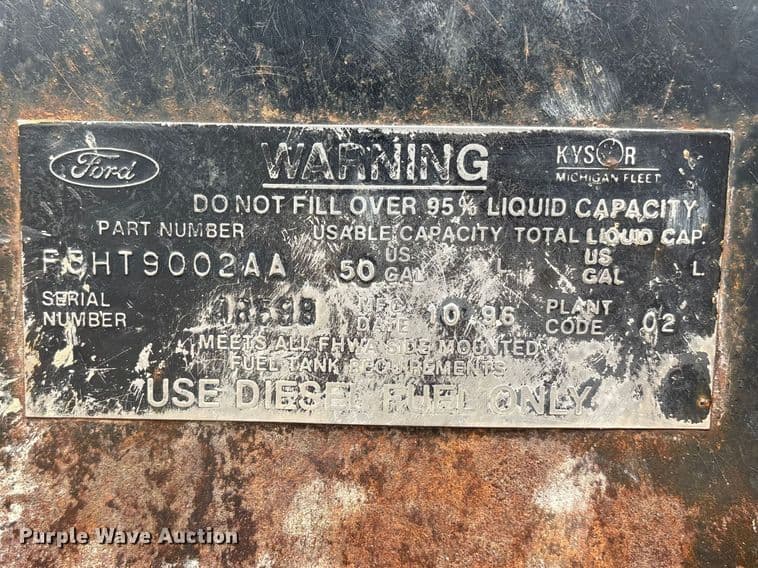 Ford
WARNING
KYSOR
MICHIGAN FLEET
DO NOT FILL OVER 95% LIQUID CAPACITY
PART NUMBER USABLE CAPACITY TOTAL LIQUID CAP.
HT9002AA 50 US GAL L US GAL L
SERIAL NUMBER MFG DATE 10 96 PLANT CODE 02
MEETS ALL FHWA SIDE MOUNTED
FUEL TANK REQUIREMENTS
USE DIESEL FUEL ONLY
Purple Wave Auction